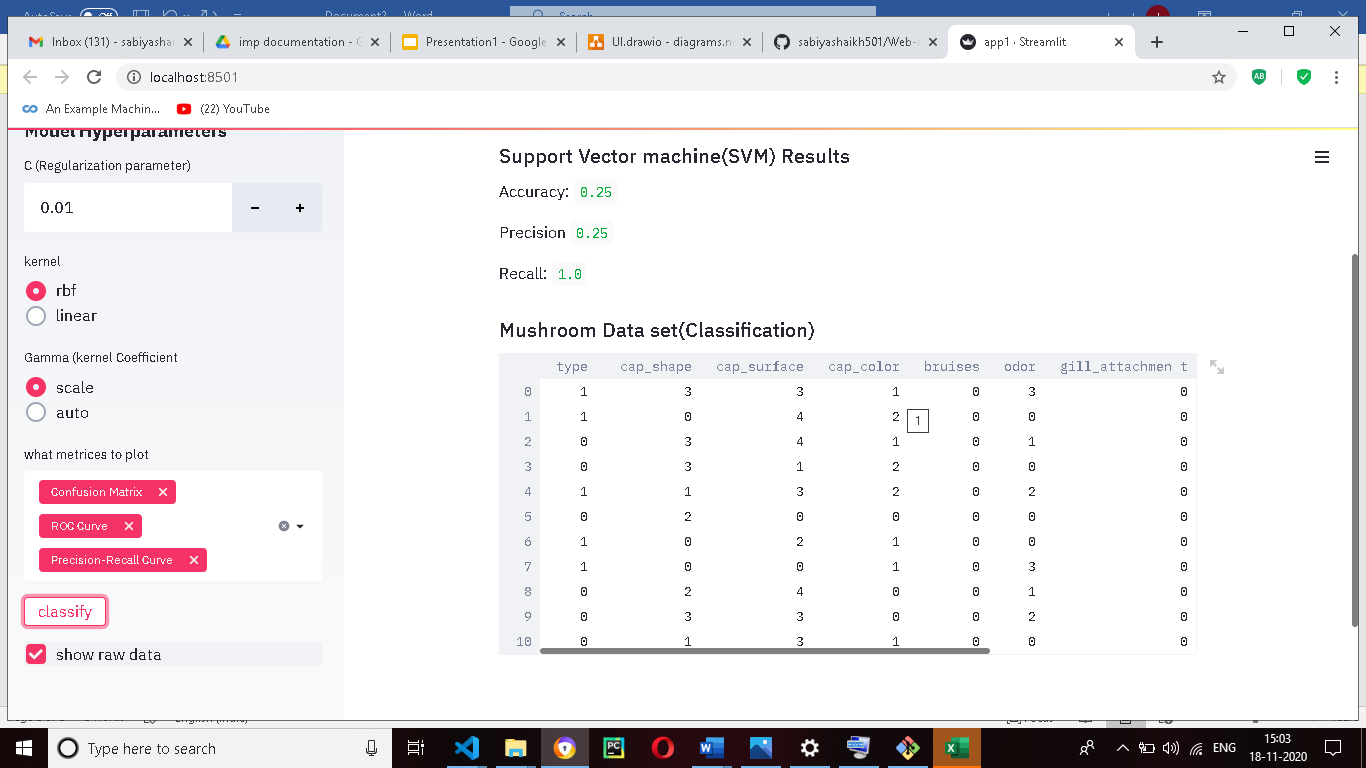 Inbox (131) - sabiyashai
imp documentation - G
Presentation1 - Google
UI.drawio - diagrams.n
sabiyashaikh501/Web-
app1 · Streamlit
localhost:8501
An Example Machin...
(22) YouTube
Model Hyperparameters
C (Regularization parameter)
0.01
kernel
rbf
linear
Gamma (kernel Coefficient
scale
auto
what metrices to plot
Confusion Matrix
ROC Curve
Precision-Recall Curve
classify
show raw data
Support Vector machine(SVM) Results
Accuracy: 0.25
Precision 0.25
Recall: 1.0
Mushroom Data set(Classification)
type cap_shape cap_surface cap_color bruises odor gill_attachmen t
0 1 3 3 1 0 3 0
1 1 0 4 2 0 0 0
1
2 0 3 4 1 0 1 0
3 0 3 1 2 0 0 0
4 1 1 3 2 0 2 0
5 0 2 0 0 0 0 0
6 1 0 2 1 0 0 0
7 1 0 0 1 0 3 0
8 0 2 4 0 0 1 0
9 0 3 3 0 0 2 0
10 0 1 3 1 0 0 0
Type here to search
ENG
15:03
18-11-2020